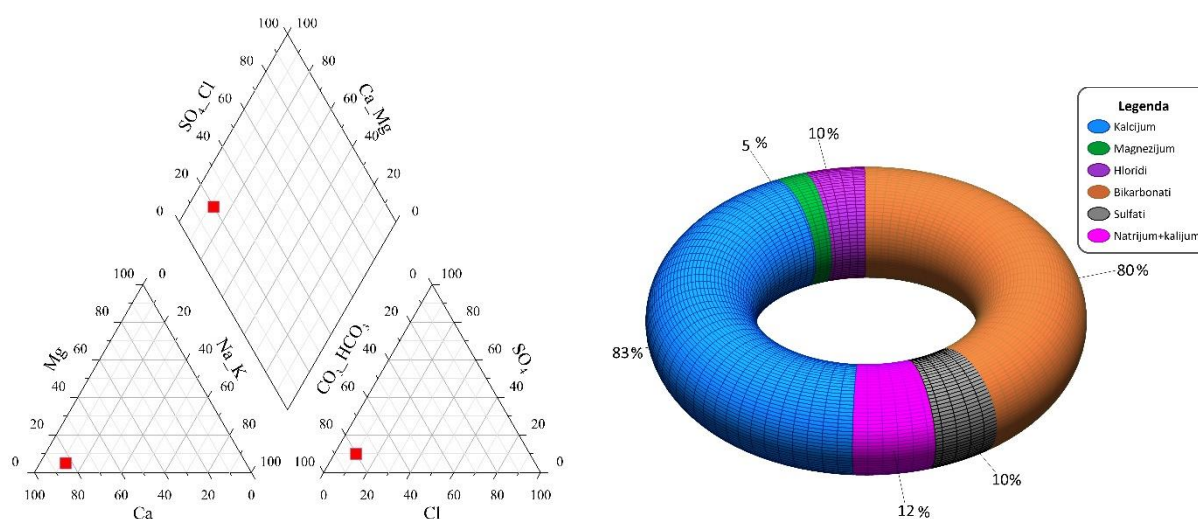 100 100
80 80
60 60
40 40
20 20
0 0
SO₄_Cl
Ca_Mg
100 0
80 20
60 40
40 60
20 80
0 100
Mg
Na_K
100 80 60 40 20 0
Ca
100 0
80 20
60 40
40 60
20 80
100 0
CO₃_HCO₃
SO₄
0 20 40 60 80 100
Cl
5 %
10%
80%
10%
12%
83%
Legenda
Kalcijum
Magnezijum
Hloridi
Bikarbonati
Sulfati
Natrijum+kalijum